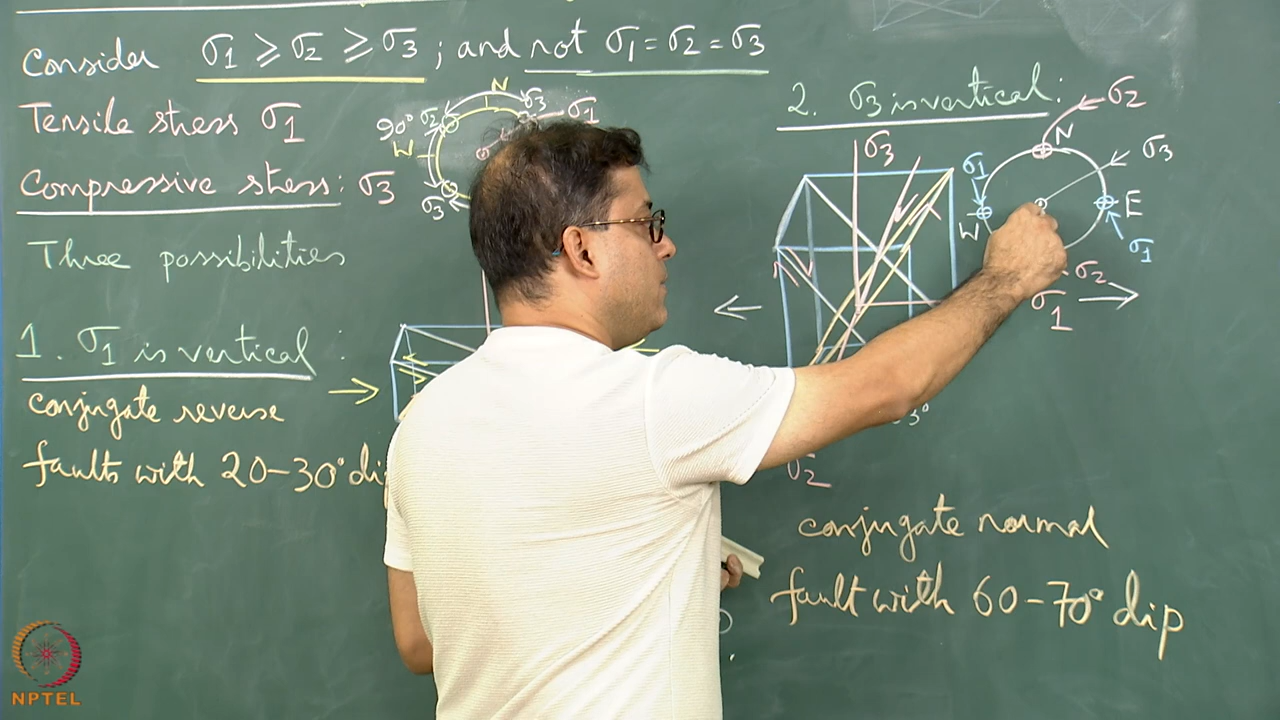 Consider σ1 ≥ σ2 ≥ σ3 ; and not σ1 = σ2 = σ3
Tensile stress σ1
Compressive stress: σ3
Three possibilities
1. σ1 is vertical :
conjugate reverse
faults with 20-30° di
N
σ2
σ3
σ1
90°
W
σ3
2. σ3 is vertical:
σ2
N
σ3
σ3
σ1
W
E
σ1
σ2
σ1
3°
σ2
conjugate normal
fault with 60-70° dip
NPTEL